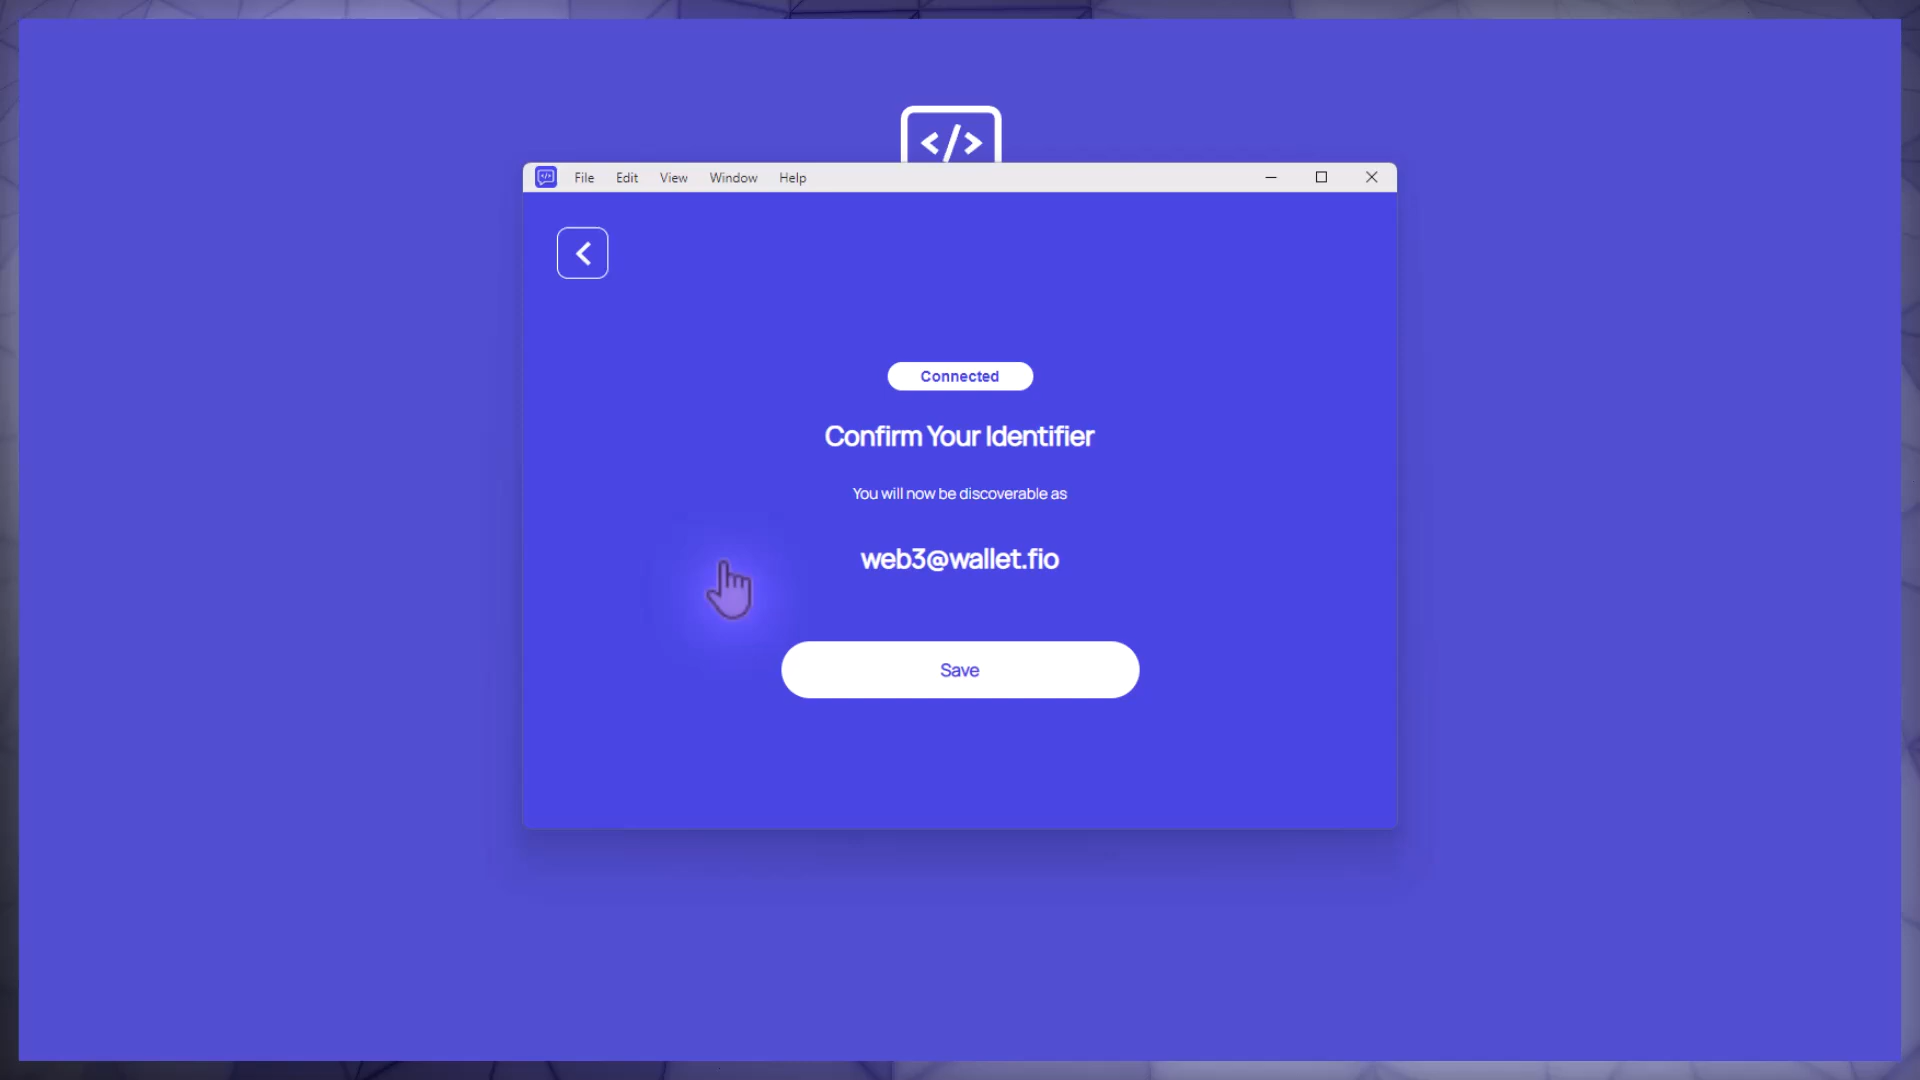 </>
File Edit View Window Help
Connected
Confirm Your Identifier
You will now be discoverable as
web3@wallet.fio
Save